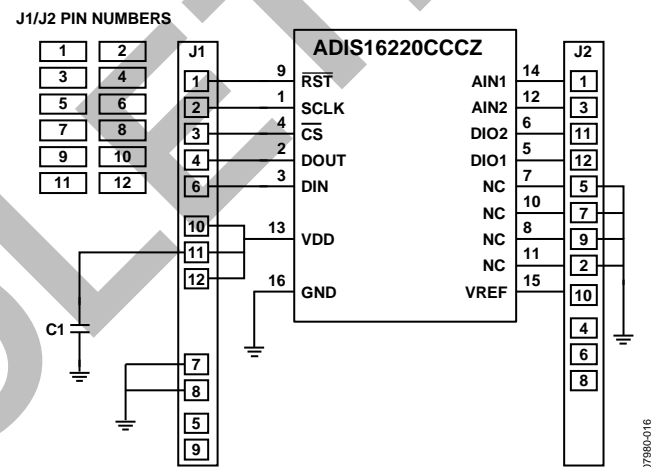 J1/J2 PIN NUMBERS
1 2
3 4
5 6
7 8
9 10
11 12
J1
1
2
3
4
6
10
11
12
7
8
5
9
C1
ADIS16220CCCZ
9 RST
1 SCLK
4 CS
2 DOUT
3 DIN
13 VDD
16 GND
AIN1 14
AIN2 12
DIO2 6
DIO1 5
NC 7
NC 10
NC 8
NC 11
VREF 15
J2
1
3
11
12
5
7
9
2
10
4
6
8
07980-016